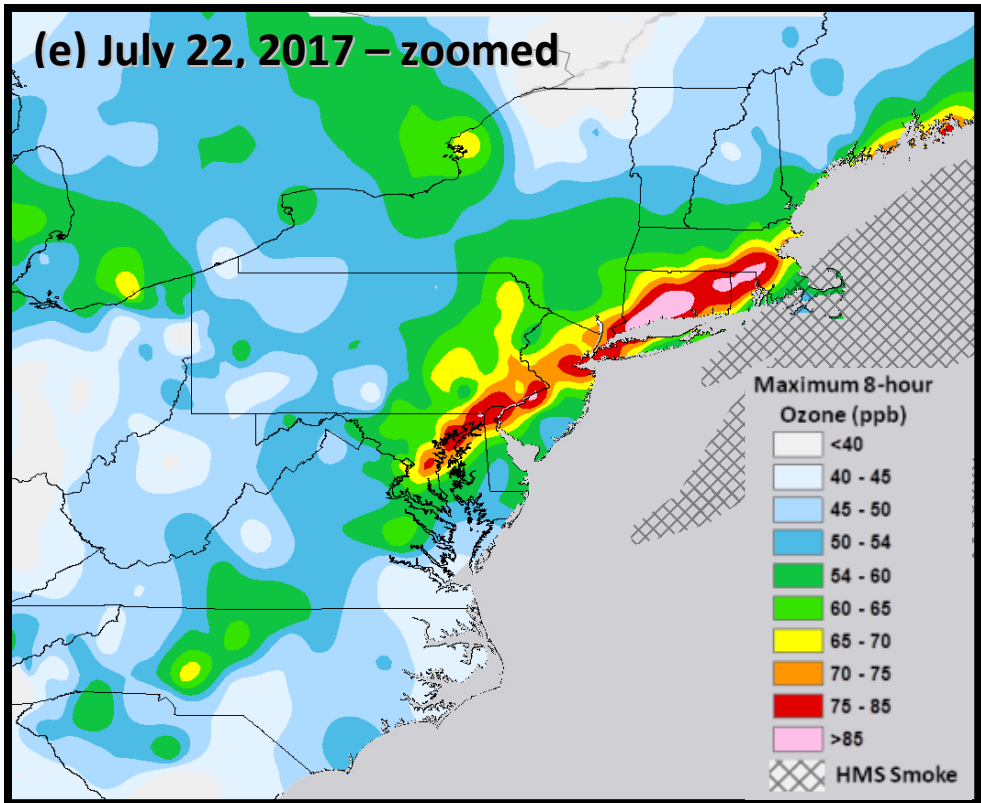 (e) July 22, 2017 – zoomed
Maximum 8-hour
Ozone (ppb)
<40
40 - 45
45 - 50
50 - 54
54 - 60
60 - 65
65 - 70
70 - 75
75 - 85
>85
HMS Smoke